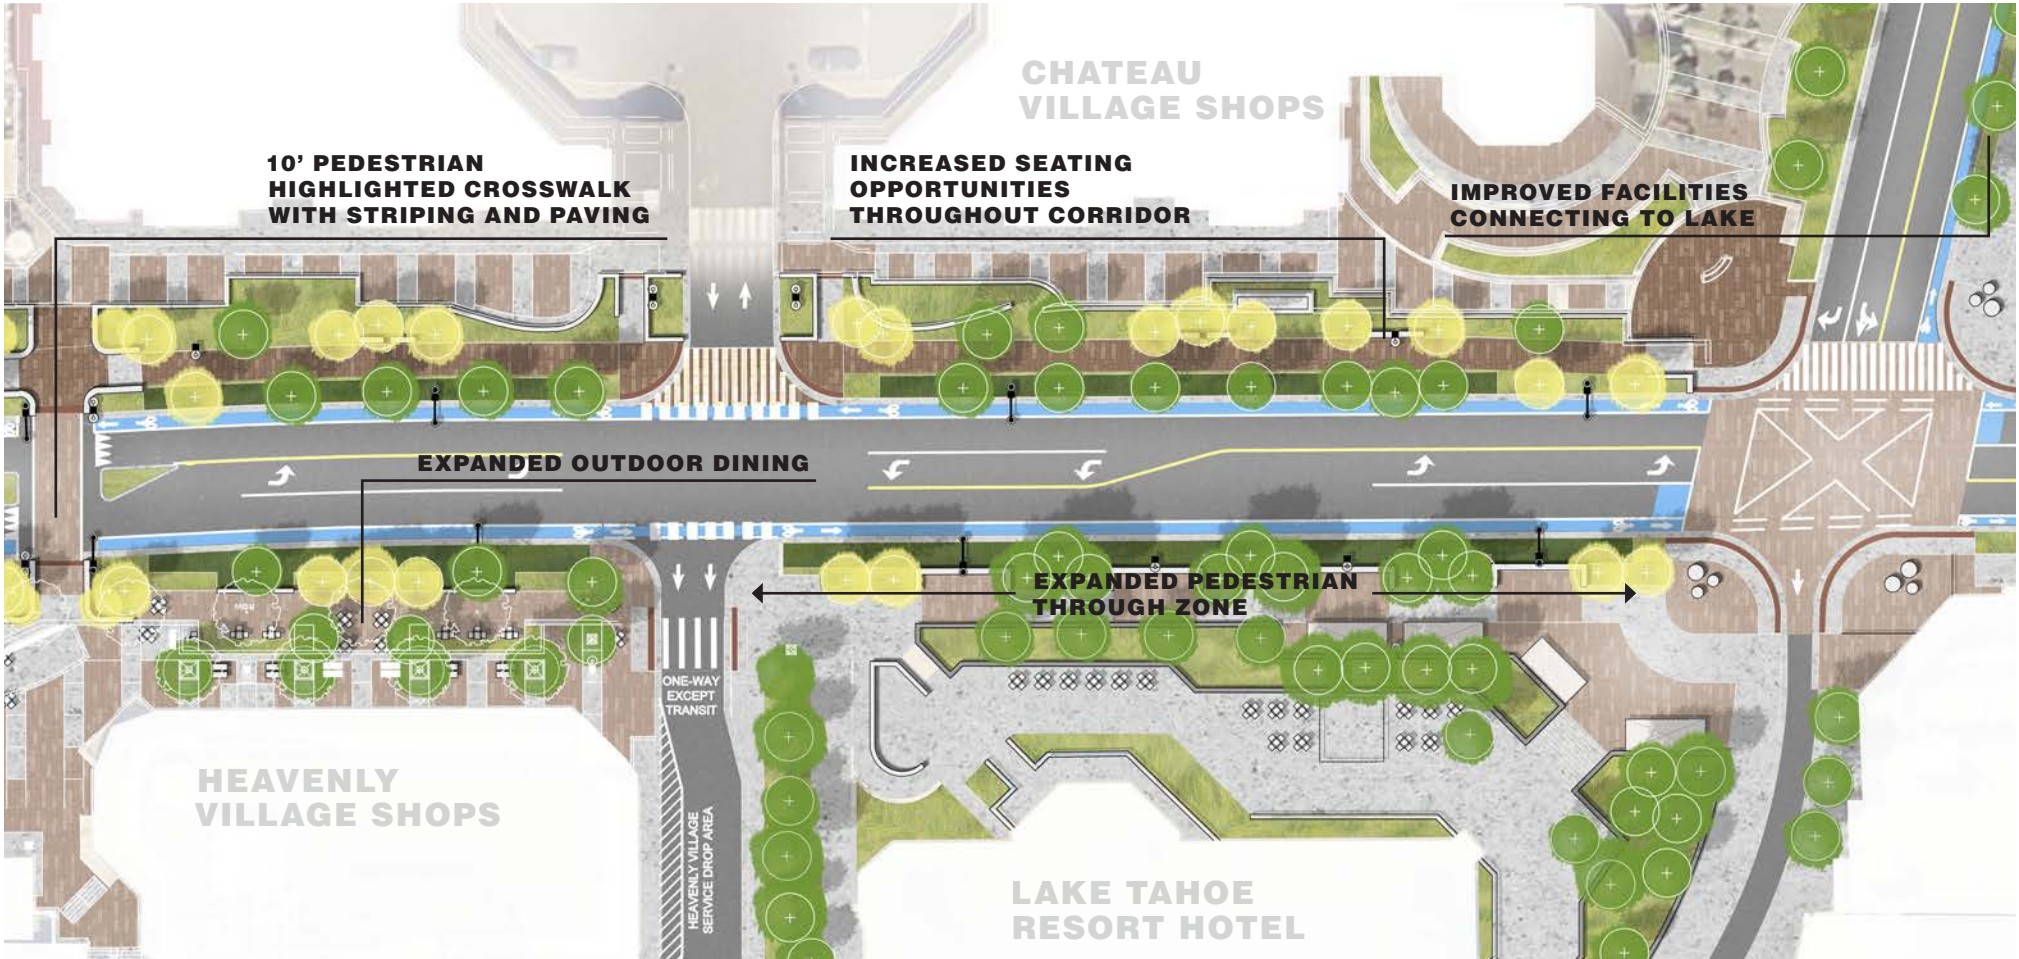 CHATEAU
VILLAGE SHOPS
10’ PEDESTRIAN
HIGHLIGHTED CROSSWALK
WITH STRIPING AND PAVING
INCREASED SEATING
OPPORTUNITIES
THROUGHOUT CORRIDOR
IMPROVED FACILITIES
CONNECTING TO LAKE
EXPANDED OUTDOOR DINING
EXPANDED PEDESTRIAN
THROUGH ZONE
ONE-WAY
EXCEPT
TRANSIT
HEAVENLY
VILLAGE SHOPS
HEAVENLY VILLAGE
SERVICE DROP AREA
LAKE TAHOE
RESORT HOTEL